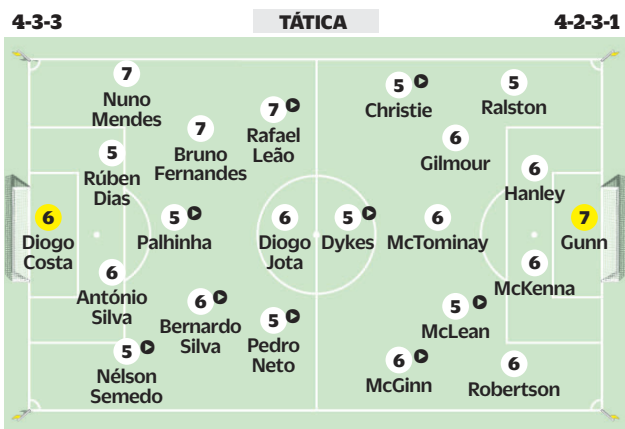 4-3-3 TÁTICA 4-2-3-1
7
Nuno
Mendes
5
Rúben
Dias
6
Diogo
Costa
6
António
Silva
5
Nélson
Semedo
7
Bruno
Fernandes
5
Palhinha
6
Bernardo
Silva
7
Rafael
Leão
6
Diogo
Jota
5
Pedro
Neto
5
Christie
5
Dykes
6
McGinn
6
Gilmour
6
McTominay
5
McLean
5
Ralston
6
Hanley
6
McKenna
6
Robertson
7
Gunn